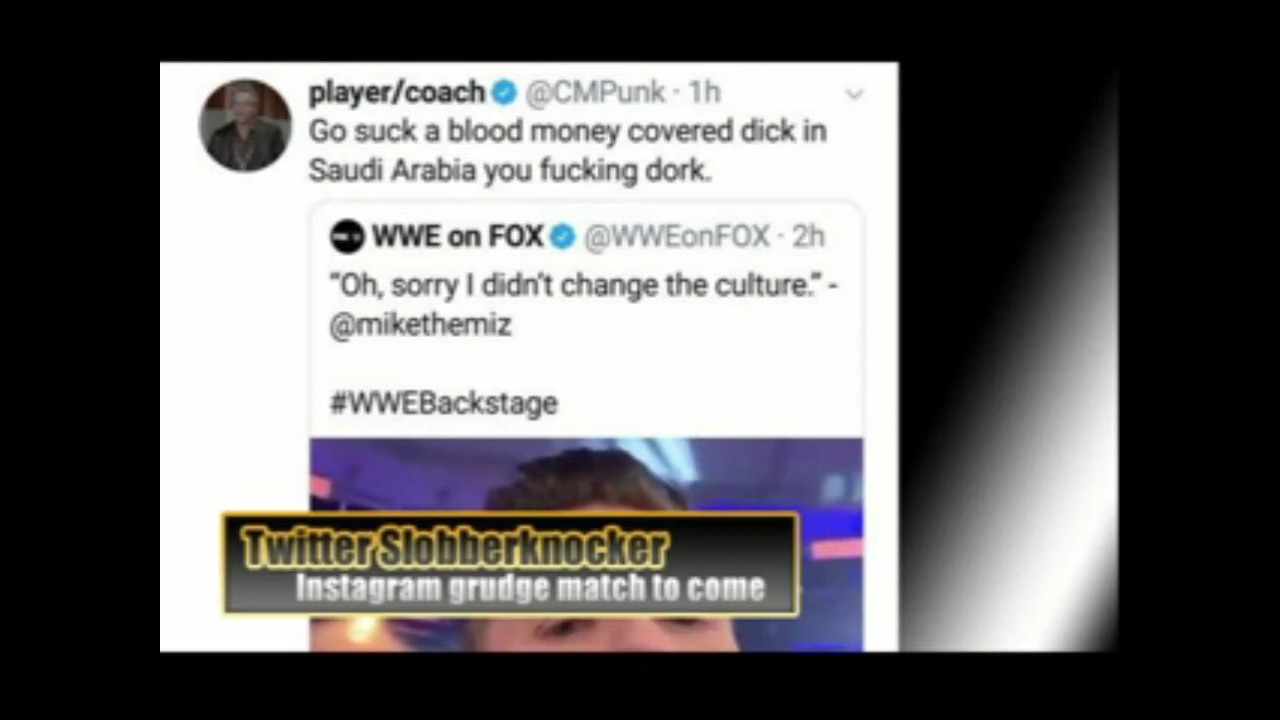 player/coach @CMPunk · 1h
Go suck a blood money covered dick in
Saudi Arabia you fucking dork.
WWE on FOX @WWEonFOX · 2h
“Oh, sorry I didn't change the culture.” -
@mikethemiz
#WWEBackstage
Twitter Slobberknocker
Instagram grudge match to come